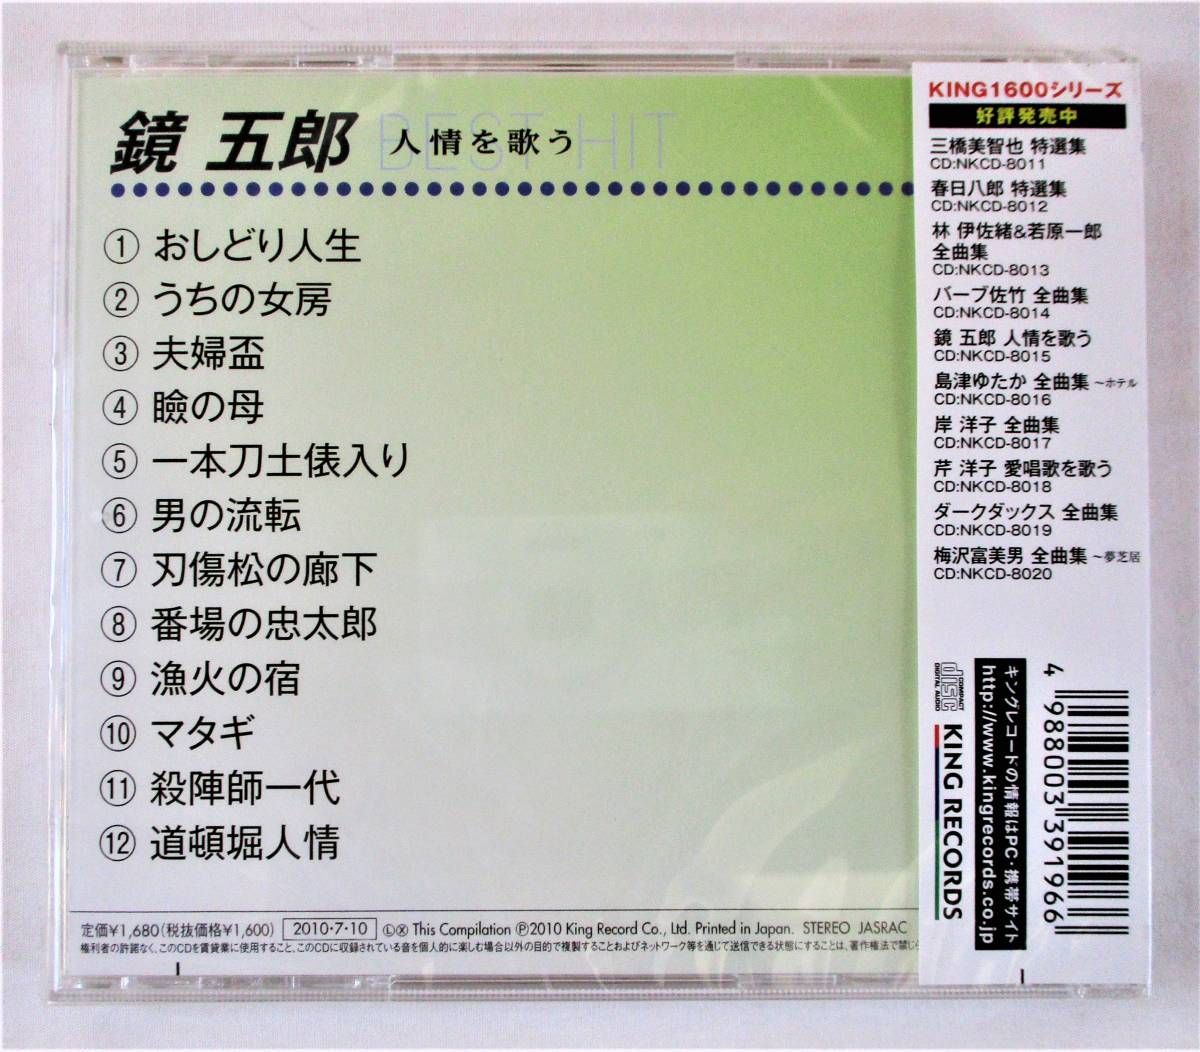 鏡 五郎 人情を歌う
BEST HIT
① おしどり人生
② うちの女房
③ 夫婦盃
④ 瞼の母
⑤ 一本刀土俵入り
⑥ 男の流転
⑦ 刃傷松の廊下
⑧ 番場の忠太郎
⑨ 漁火の宿
⑩ マタギ
⑪ 殺陣師一代
⑫ 道頓堀人情
定価¥1,680(税抜価格¥1,600) 2010・7・10 ⓁⓍ This Compilation Ⓟ2010 King Record Co., Ltd. Printed in Japan. STEREO JASRAC
権利者の許諾なく、このCDを賃貸業に使用すること、このCDに収録されている音を個人的に楽しむ場合以外の目的で複製することおよびネットワーク等を通じて送信できる状態にすることは、著作権法で禁じ
KING1600シリーズ
好評発売中
三橋美智也 特選集
CD:NKCD-8011
春日八郎 特選集
CD:NKCD-8012
林 伊佐緒&若原一郎
全曲集
CD:NKCD-8013
バーブ佐竹 全曲集
CD:NKCD-8014
鏡 五郎 人情を歌う
CD:NKCD-8015
島津ゆたか 全曲集 ～ホテル
CD:NKCD-8016
岸 洋子 全曲集
CD:NKCD-8017
芹 洋子 愛唱歌を歌う
CD:NKCD-8018
ダークダックス 全曲集
CD:NKCD-8019
梅沢富美男 全曲集 ～夢芝居
CD:NKCD-8020
COMPACT
disc
DIGITAL AUDIO
KING RECORDS
キングレコードの情報はPC・携帯サイト
http://www.kingrecords.co.jp
4 988003 391966